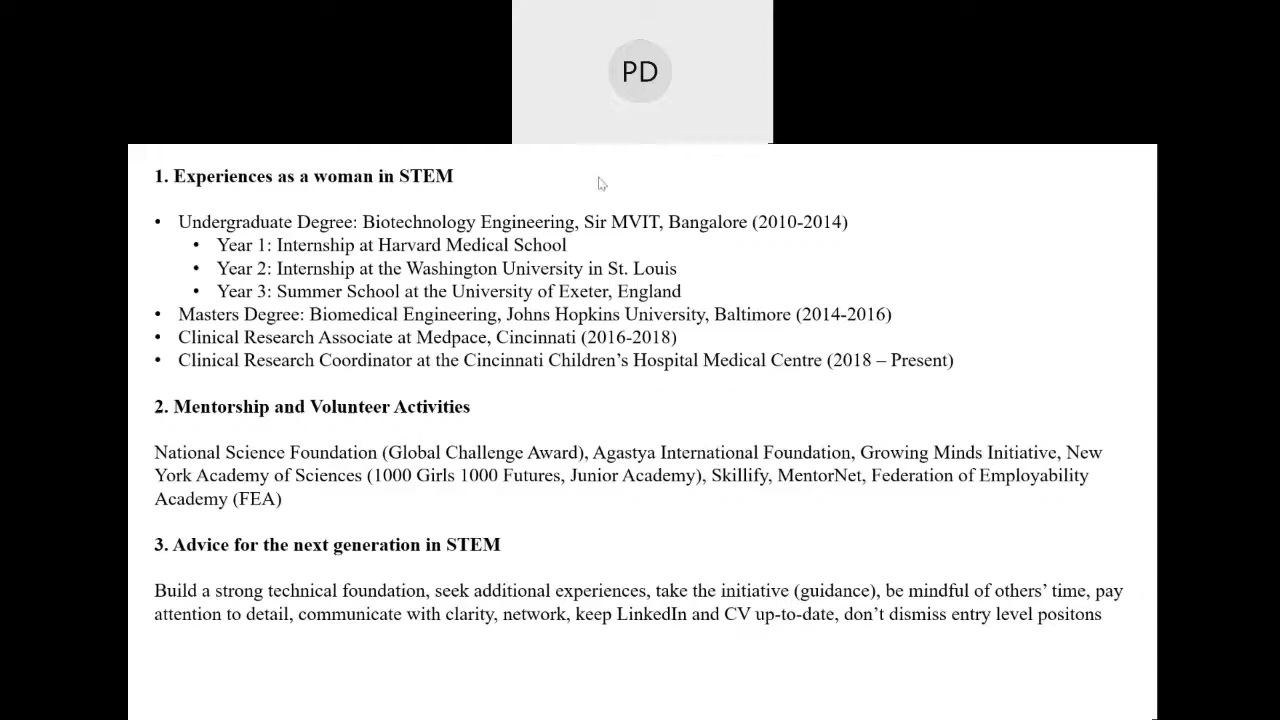 PD
1. Experiences as a woman in STEM
• Undergraduate Degree: Biotechnology Engineering, Sir MVIT, Bangalore (2010-2014)
• Year 1: Internship at Harvard Medical School
• Year 2: Internship at the Washington University in St. Louis
• Year 3: Summer School at the University of Exeter, England
• Masters Degree: Biomedical Engineering, Johns Hopkins University, Baltimore (2014-2016)
• Clinical Research Associate at Medpace, Cincinnati (2016-2018)
• Clinical Research Coordinator at the Cincinnati Children’s Hospital Medical Centre (2018 – Present)
2. Mentorship and Volunteer Activities
National Science Foundation (Global Challenge Award), Agastya International Foundation, Growing Minds Initiative, New
York Academy of Sciences (1000 Girls 1000 Futures, Junior Academy), Skillify, MentorNet, Federation of Employability
Academy (FEA)
3. Advice for the next generation in STEM
Build a strong technical foundation, seek additional experiences, take the initiative (guidance), be mindful of others’ time, pay
attention to detail, communicate with clarity, network, keep LinkedIn and CV up-to-date, don’t dismiss entry level positons